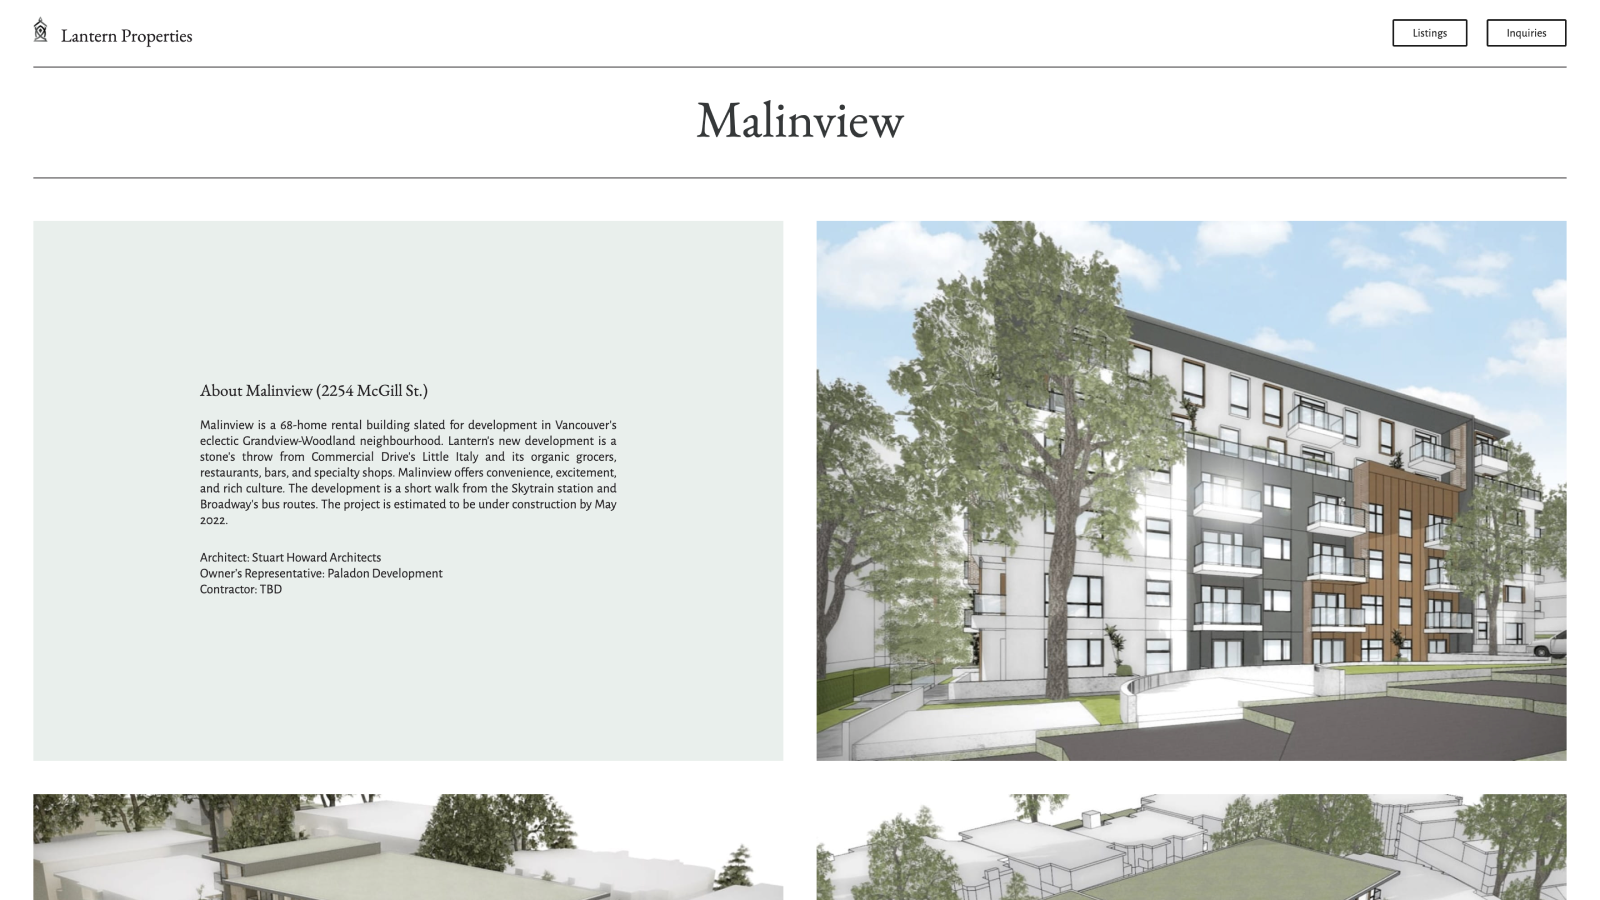 Lantern Properties
Listings
Inquiries
Malinview
About Malinview (2254 McGill St.)
Malinview is a 68-home rental building slated for development in Vancouver's
eclectic Grandview-Woodland neighbourhood. Lantern's new development is a
stone's throw from Commercial Drive's Little Italy and its organic grocers,
restaurants, bars, and specialty shops. Malinview offers convenience, excitement,
and rich culture. The development is a short walk from the Skytrain station and
Broadway's bus routes. The project is estimated to be under construction by May
2022.
Architect: Stuart Howard Architects
Owner's Representative: Paladon Development
Contractor: TBD